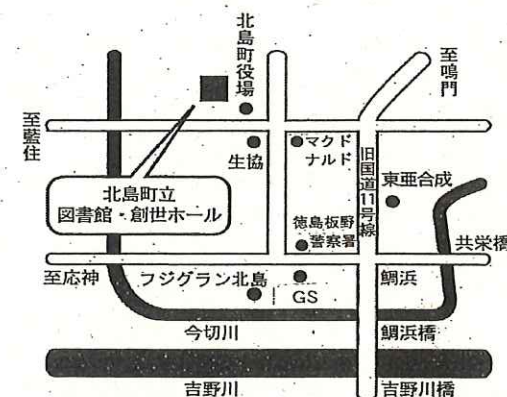 北島町役場
至鳴門
至藍住
生協
マクド
ナルド
旧国道11号線
東亜合成
北島町立
図書館・創世ホール
徳島板野
警察署
共栄橋
至応神
フジグラン北島
GS
鯛浜
今切川
鯛浜橋
吉野川
吉野川橋